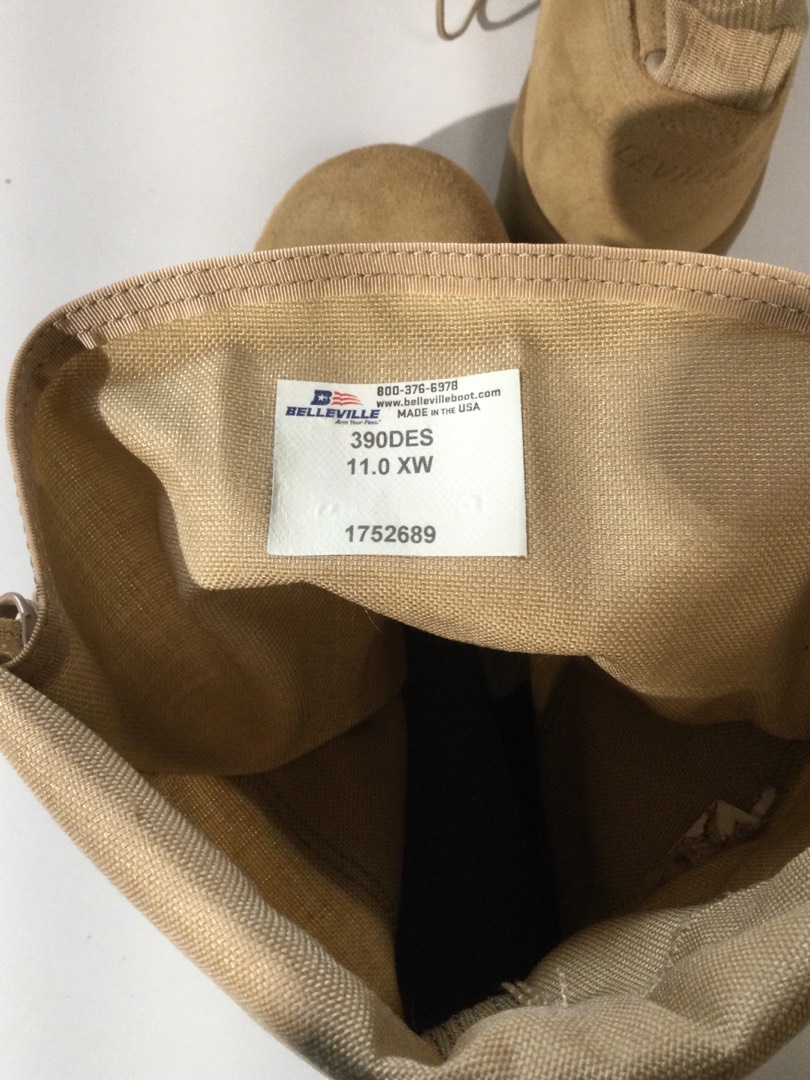 800-376-6978
www.bellevilleboot.com
BELLEVILLE MADE IN THE USA
Arm Your Feet.
390DES
11.0 XW
1752689